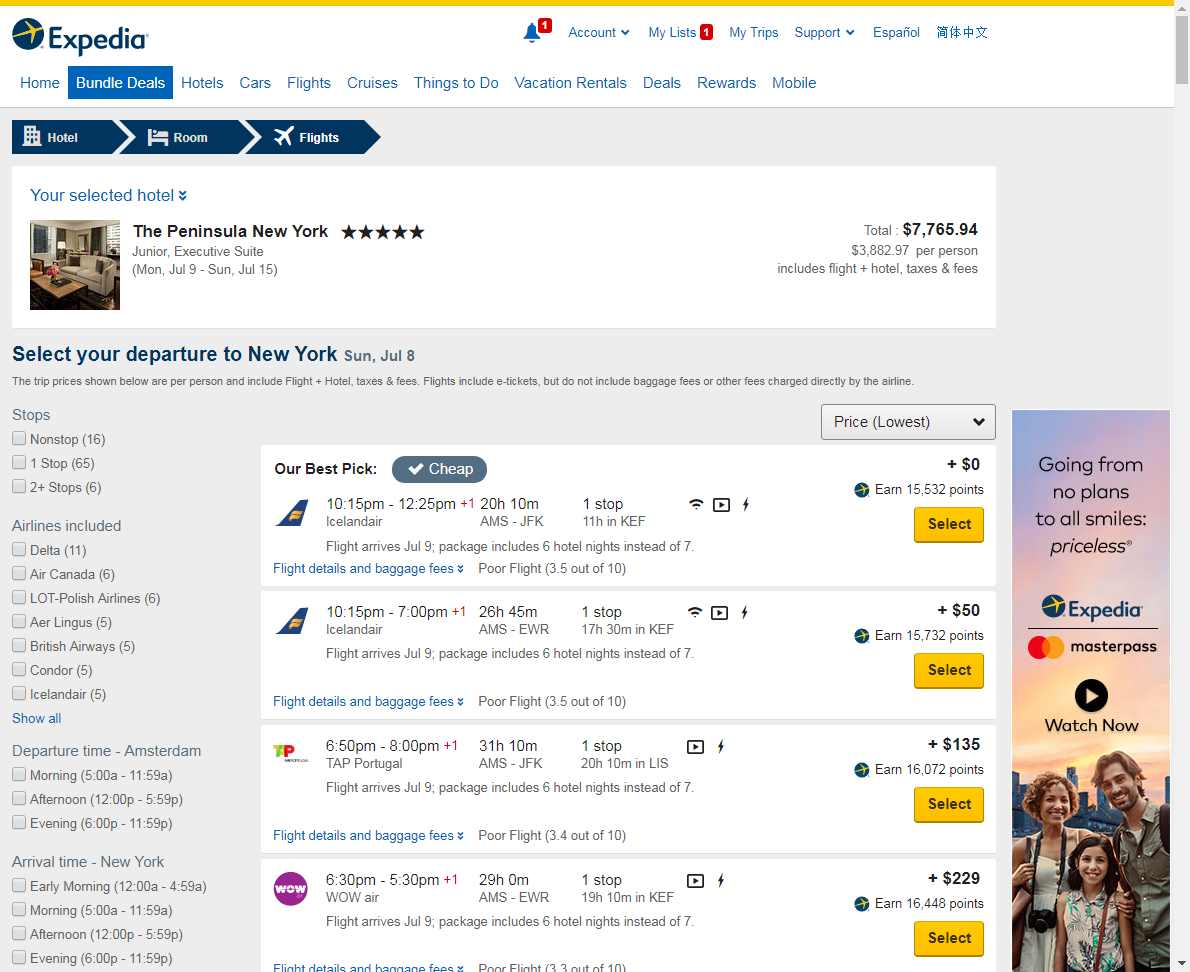 Expedia
1
Account
My Lists 1
My Trips
Support
Español
简体中文
Home
Bundle Deals
Hotels
Cars
Flights
Cruises
Things to Do
Vacation Rentals
Deals
Rewards
Mobile
Hotel
Room
Flights
Your selected hotel
The Peninsula New York
Junior, Executive Suite
(Mon, Jul 9 - Sun, Jul 15)
Total : $7,765.94
$3,882.97 per person
includes flight + hotel, taxes & fees
Select your departure to New York Sun, Jul 8
The trip prices shown below are per person and include Flight + Hotel, taxes & fees. Flights include e-tickets, but do not include baggage fees or other fees charged directly by the airline.
Stops
Nonstop (16)
1 Stop (65)
2+ Stops (6)
Airlines included
Delta (11)
Air Canada (6)
LOT-Polish Airlines (6)
Aer Lingus (5)
British Airways (5)
Condor (5)
Icelandair (5)
Show all
Departure time - Amsterdam
Morning (5:00a - 11:59a)
Afternoon (12:00p - 5:59p)
Evening (6:00p - 11:59p)
Arrival time - New York
Early Morning (12:00a - 4:59a)
Morning (5:00a - 11:59a)
Afternoon (12:00p - 5:59p)
Evening (6:00p - 11:59p)
Price (Lowest)
Our Best Pick: Cheap
10:15pm - 12:25pm +1 20h 10m 1 stop
Icelandair AMS - JFK 11h in KEF
Flight arrives Jul 9; package includes 6 hotel nights instead of 7.
Flight details and baggage fees Poor Flight (3.5 out of 10)
+ $0
Earn 15,532 points
Select
10:15pm - 7:00pm +1 26h 45m 1 stop
Icelandair AMS - EWR 17h 30m in KEF
Flight arrives Jul 9; package includes 6 hotel nights instead of 7.
Flight details and baggage fees Poor Flight (3.5 out of 10)
+ $50
Earn 15,732 points
Select
TAP
6:50pm - 8:00pm +1 31h 10m 1 stop
TAP Portugal AMS - JFK 20h 10m in LIS
Flight arrives Jul 9; package includes 6 hotel nights instead of 7.
Flight details and baggage fees Poor Flight (3.4 out of 10)
+ $135
Earn 16,072 points
Select
WOW
6:30pm - 5:30pm +1 29h 0m 1 stop
WOW air AMS - EWR 19h 10m in KEF
Flight arrives Jul 9; package includes 6 hotel nights instead of 7.
Flight details and baggage fees Poor Flight (3.3 out of 10)
+ $229
Earn 16,448 points
Select
Going from
no plans
to all smiles:
priceless®
Expedia
masterpass
Watch Now